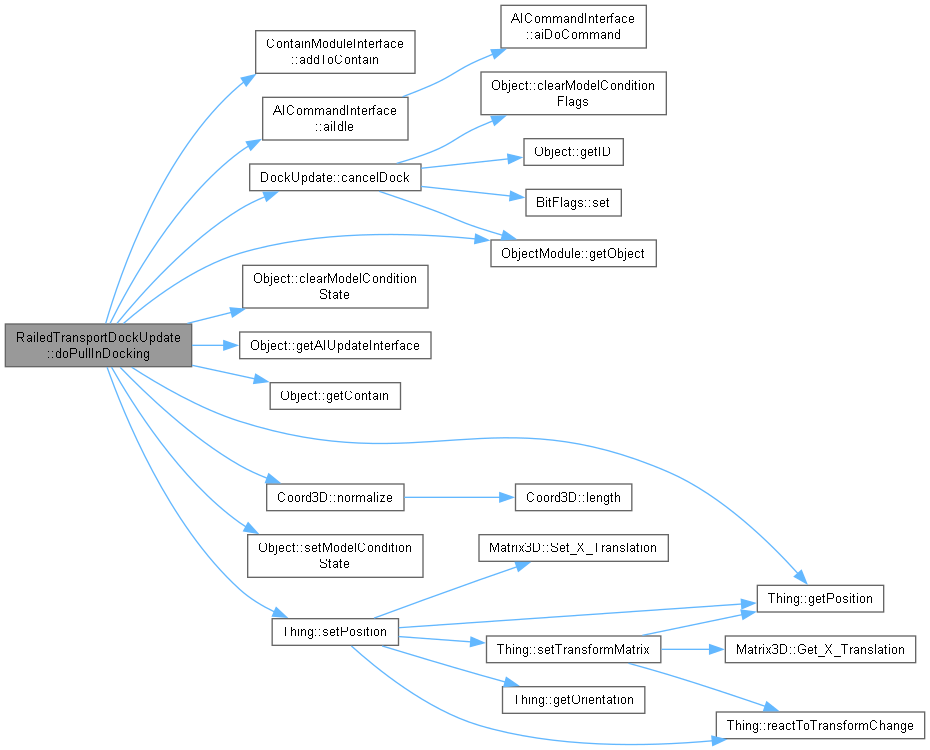 AICommandInterface
::aiDoCommand
ContainModuleInterface
::addToContain
Object::clearModelCondition
Flags
AICommandInterface
::aiIdle
Object::getID
DockUpdate::cancelDock
BitFlags::set
ObjectModule::getObject
Object::clearModelCondition
State
RailedTransportDockUpdate
::doPullInDocking
Object::getAIUpdateInterface
Object::getContain
Coord3D::normalize
Coord3D::length
Object::setModelCondition
State
Matrix3D::Set_X_Translation
Thing::getPosition
Thing::setPosition
Thing::setTransformMatrix
Matrix3D::Get_X_Translation
Thing::getOrientation
Thing::reactToTransformChange